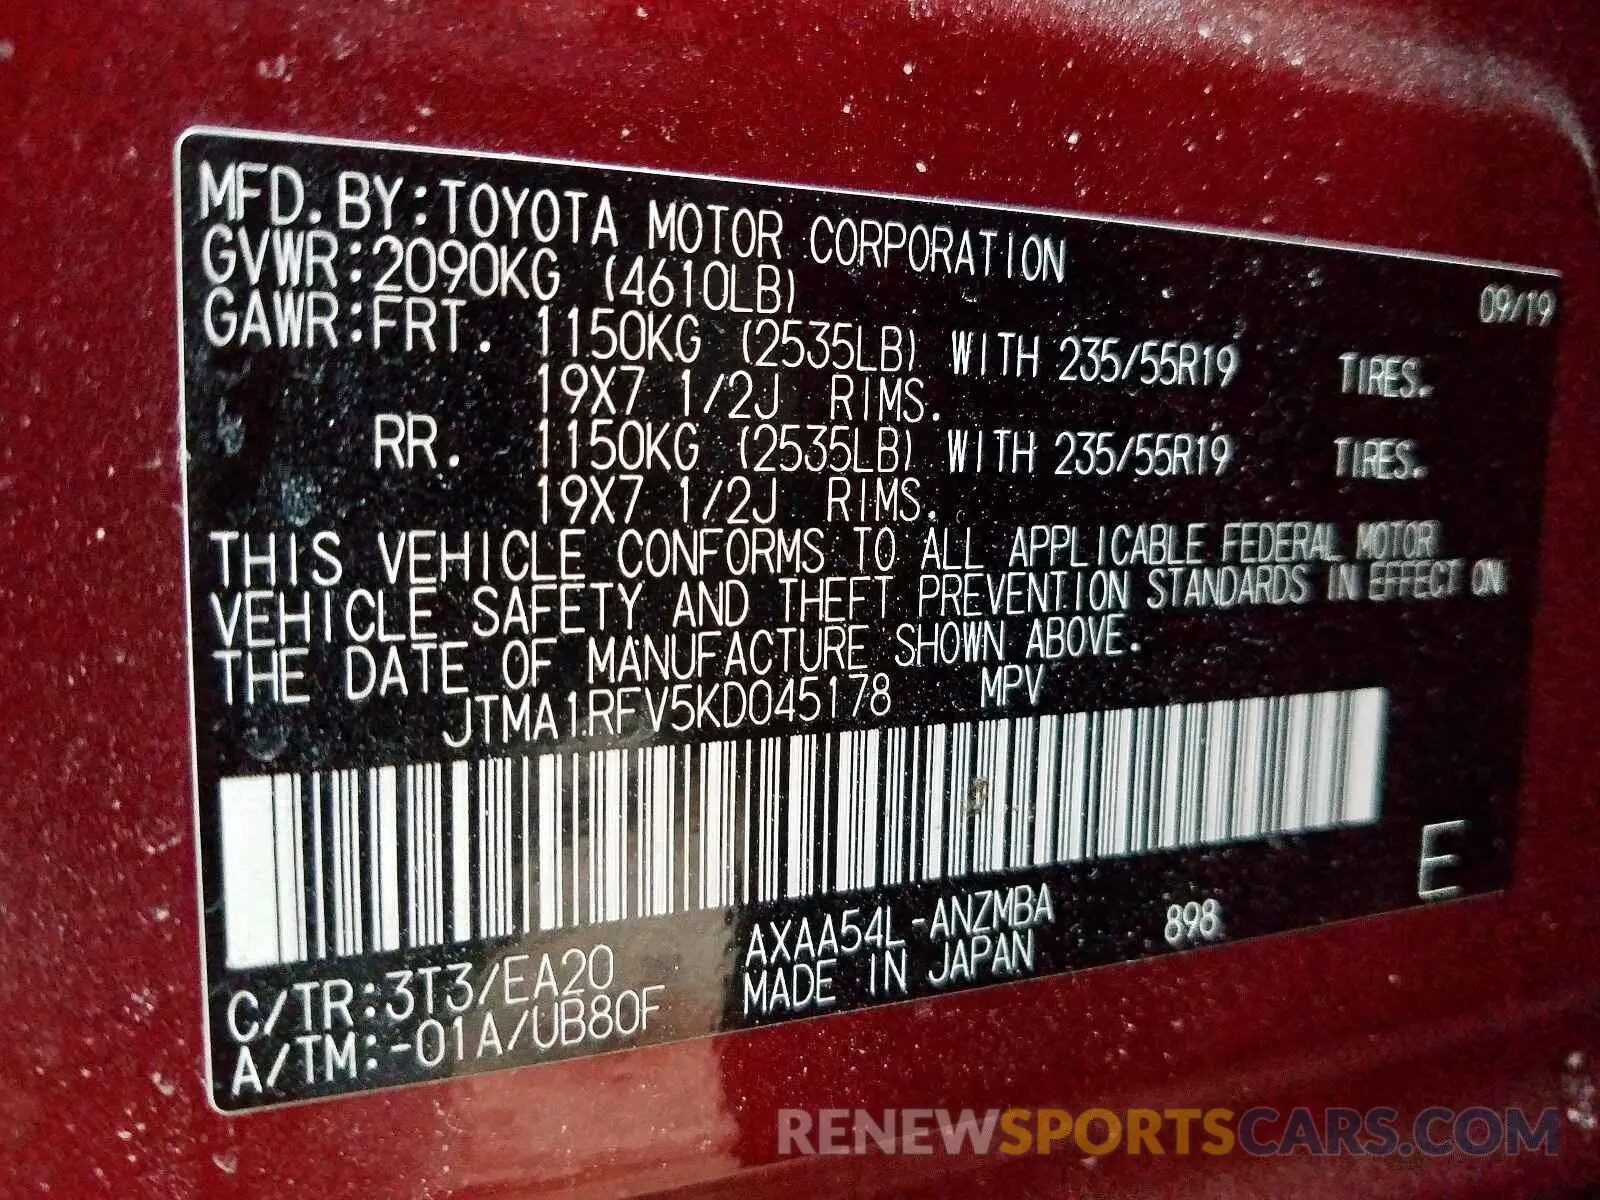 MFD. BY:TOYOTA MOTOR CORPORATION
09/19
GVWR:2090KG (4610LB)
GAWR:FRT. 1150KG (2535LB) WITH 235/55R19 TIRES.
19X7 1/2J RIMS.
RR. 1150KG (2535LB) WITH 235/55R19 TIRES.
19X7 1/2J RIMS.
THIS VEHICLE CONFORMS TO ALL APPLICABLE FEDERAL MOTOR
VEHICLE SAFETY AND THEFT PREVENTION STANDARDS IN EFFECT ON
THE DATE OF MANUFACTURE SHOWN ABOVE.
JTMA1RFV5KD045178 MPV
E
C/TR:3T3/EA20 AXAA54L-ANZMBA 898
A/TM:-01A/UB80F MADE IN JAPAN
RENEWSPORTSCARS.COM